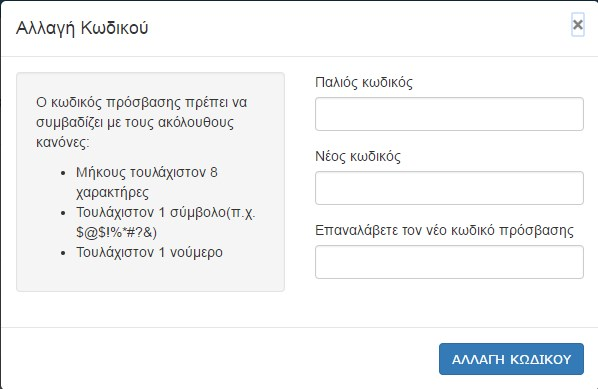 Αλλαγή Κωδικού
×
Ο κωδικός πρόσβασης πρέπει να
συμβαδίζει με τους ακόλουθους
κανόνες:
• Μήκους τουλάχιστον 8
χαρακτήρες
• Τουλάχιστον 1 σύμβολο(π.χ.
$@$!%*#?&)
• Τουλάχιστον 1 νούμερο
Παλιός κωδικός
Νέος κωδικός
Επαναλάβετε τον νέο κωδικό πρόσβασης
ΑΛΛΑΓΗ ΚΩΔΙΚΟΥ